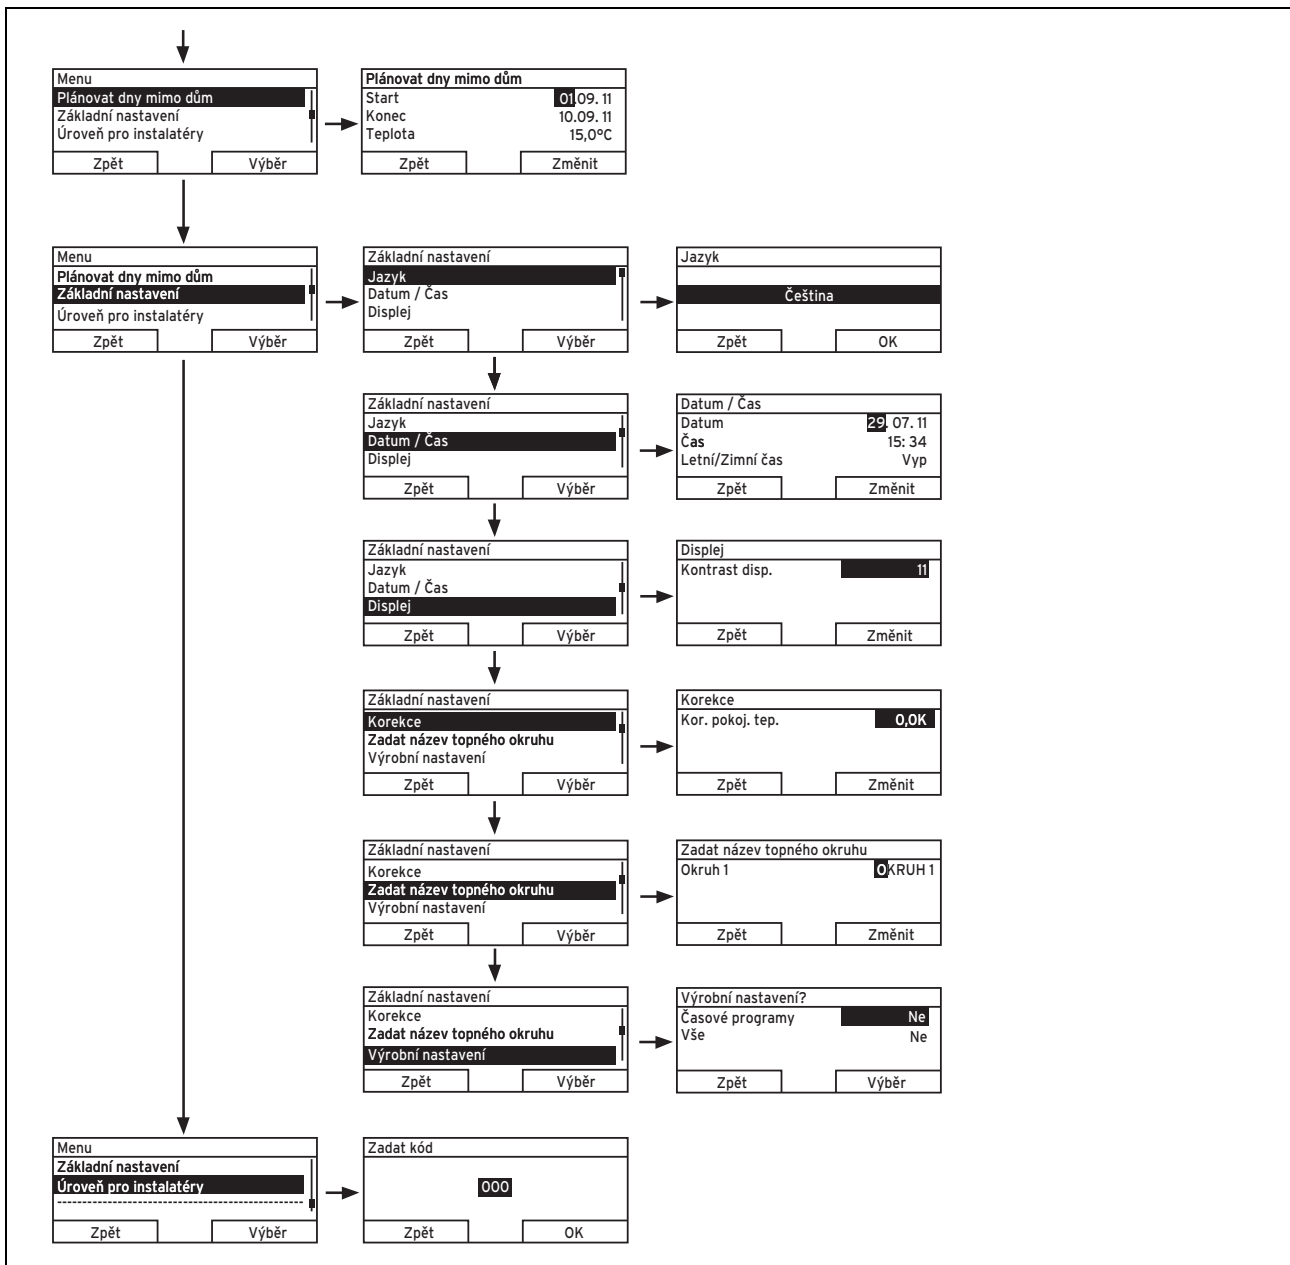 Menu
Plánovat dny mimo dům
Základní nastavení
Úroveň pro instalatéry
Zpět Výběr
Plánovat dny mimo dům
Start 01.09. 11
Konec 10.09. 11
Teplota 15,0°C
Zpět Změnit
Menu
Plánovat dny mimo dům
Základní nastavení
Úroveň pro instalatéry
Zpět Výběr
Základní nastavení
Jazyk
Datum / Čas
Displej
Zpět Výběr
Jazyk
Čeština
Zpět OK
Základní nastavení
Jazyk
Datum / Čas
Displej
Zpět Výběr
Datum / Čas
Datum 29. 07. 11
Čas 15: 34
Letní/Zimní čas Vyp
Zpět Změnit
Základní nastavení
Jazyk
Datum / Čas
Displej
Zpět Výběr
Displej
Kontrast disp. 11
Zpět Změnit
Základní nastavení
Korekce
Zadat název topného okruhu
Výrobní nastavení
Zpět Výběr
Korekce
Kor. pokoj. tep. 0,0K
Zpět Změnit
Základní nastavení
Korekce
Zadat název topného okruhu
Výrobní nastavení
Zpět Výběr
Zadat název topného okruhu
Okruh 1 OKRUH 1
Zpět Změnit
Základní nastavení
Korekce
Zadat název topného okruhu
Výrobní nastavení
Zpět Výběr
Výrobní nastavení?
Časové programy Ne
Vše Ne
Zpět Výběr
Menu
Základní nastavení
Úroveň pro instalatéry
Zpět Výběr
Zadat kód
000
Zpět OK